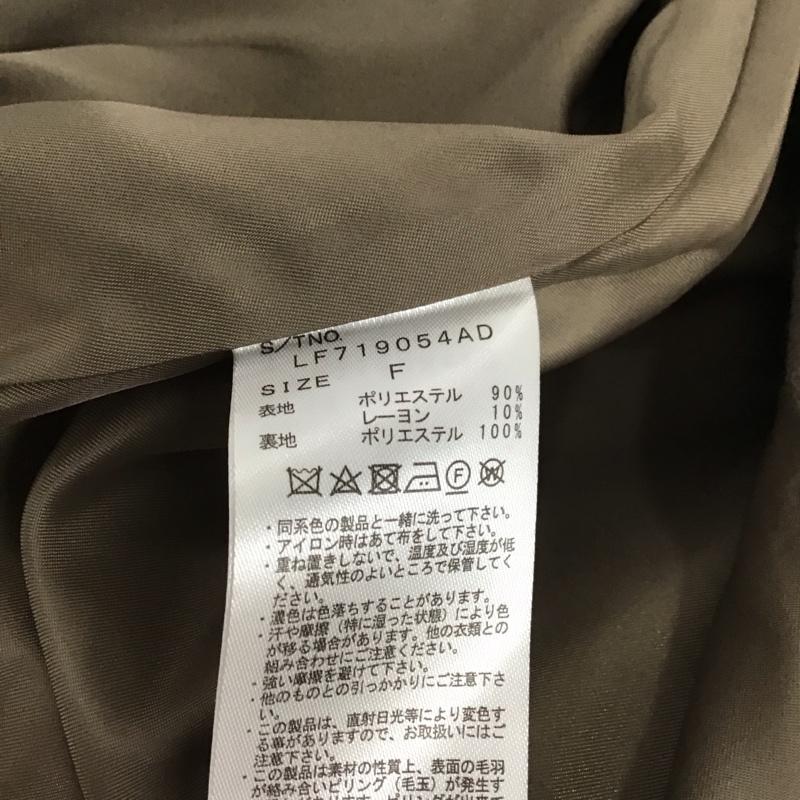 S/TNO.
LF719054AD
SIZE F
表地 ポリエステル 90%
レーヨン 10%
裏地 ポリエステル 100%
F W
・同系色の製品と一緒に洗って下さい。
・アイロン時はあて布をして下さい。
・重ね置きしないで、温度及び湿度が低
く、通気性のよいところで保管してく
ださい。
・濃色は色落ちすることがあります。
・汗や摩擦（特に湿った状態）により色
が移る場合があります。他の衣類との
組み合わせにご注意ください。
・強い摩擦を避けて下さい。
・他のものとの引っかかりにご注意下さ
い。
・この製品は、直射日光等により変色す
る事がありますので、お取扱いにはご
注意下さい。
・この製品は素材の性質上、表面の毛羽
が絡み合いピリング（毛玉）が発生す